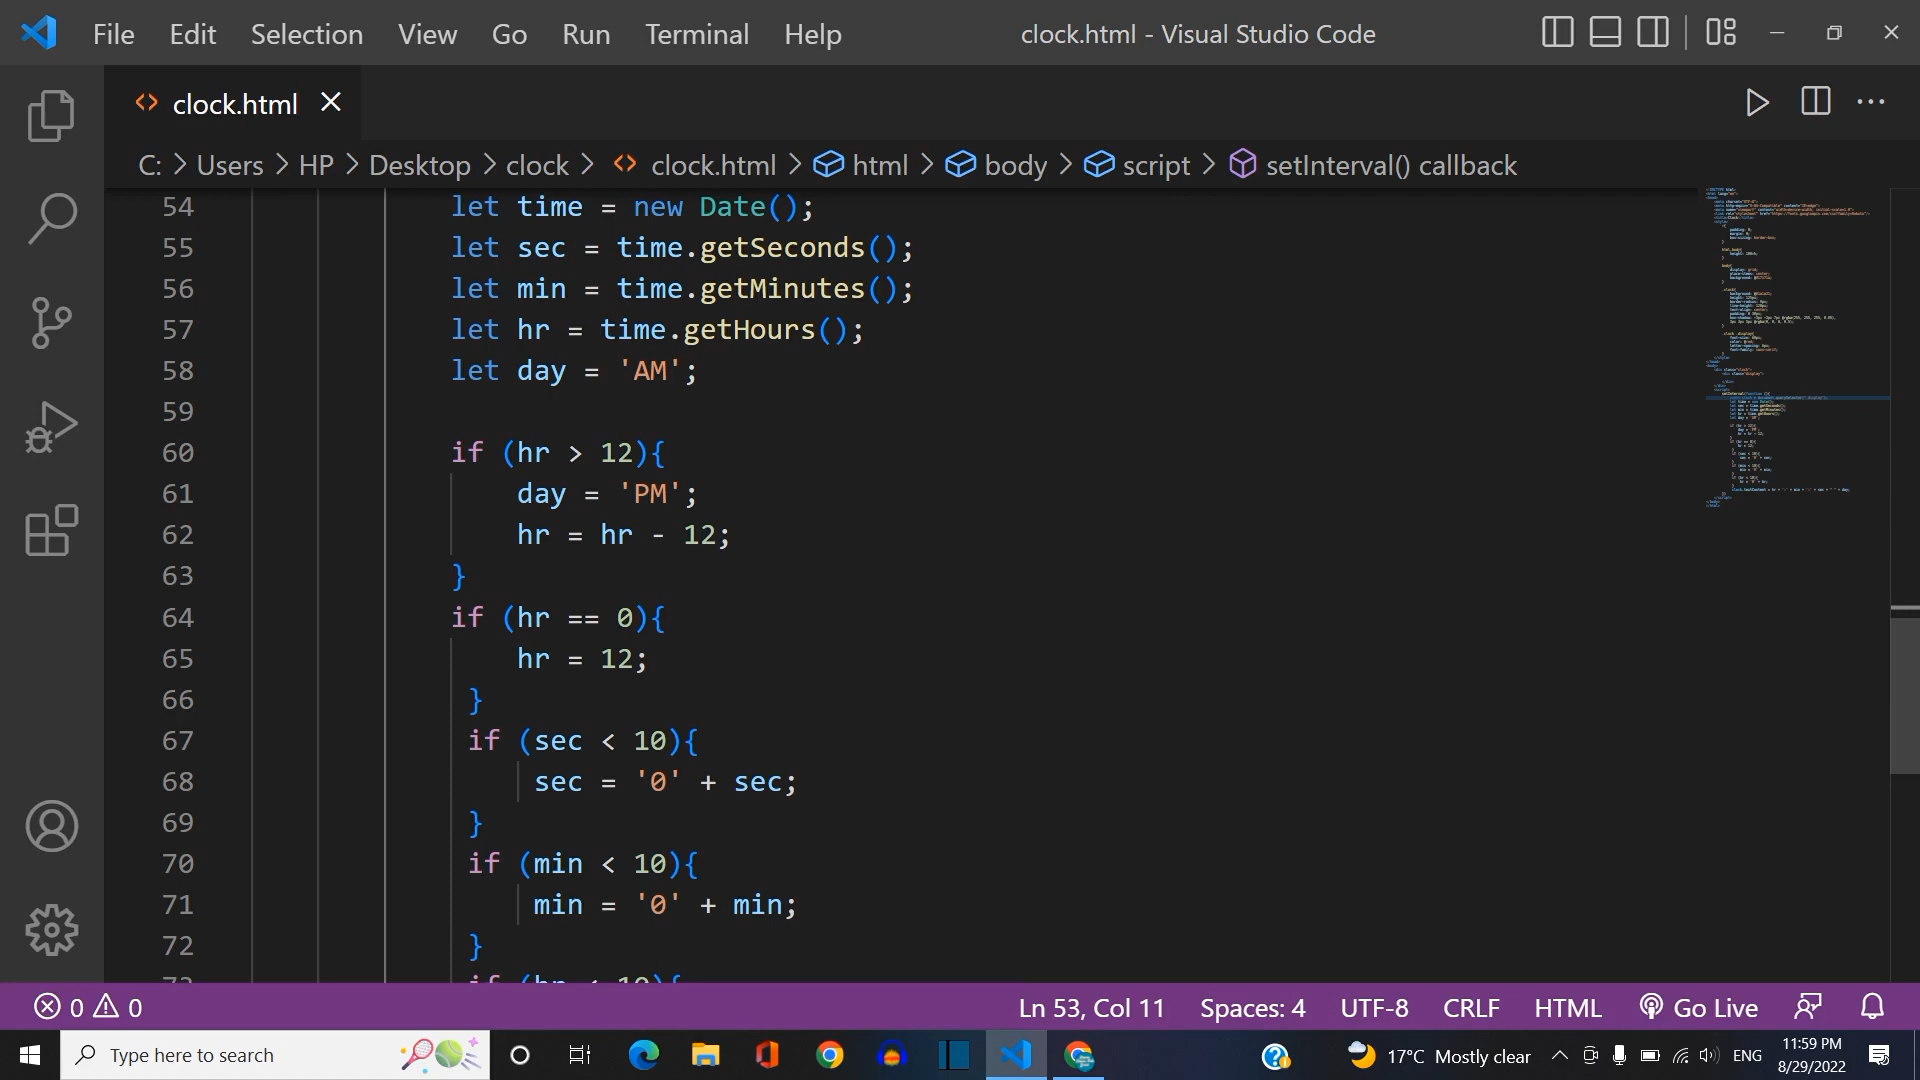 File Edit Selection View Go Run Terminal Help clock.html - Visual Studio Code
clock.html
C: > Users > HP > Desktop > clock > clock.html > html > body > script > setInterval() callback
54 let time = new Date();
55 let sec = time.getSeconds();
56 let min = time.getMinutes();
57 let hr = time.getHours();
58 let day = 'AM';
59
60 if (hr > 12){
61 day = 'PM';
62 hr = hr - 12;
63 }
64 if (hr == 0){
65 hr = 12;
66 }
67 if (sec < 10){
68 sec = '0' + sec;
69 }
70 if (min < 10){
71 min = '0' + min;
72 }
73 if (hr < 10){
0 0 Ln 53, Col 11 Spaces: 4 UTF-8 CRLF HTML Go Live
Type here to search 17°C Mostly clear ENG 11:59 PM
8/29/2022